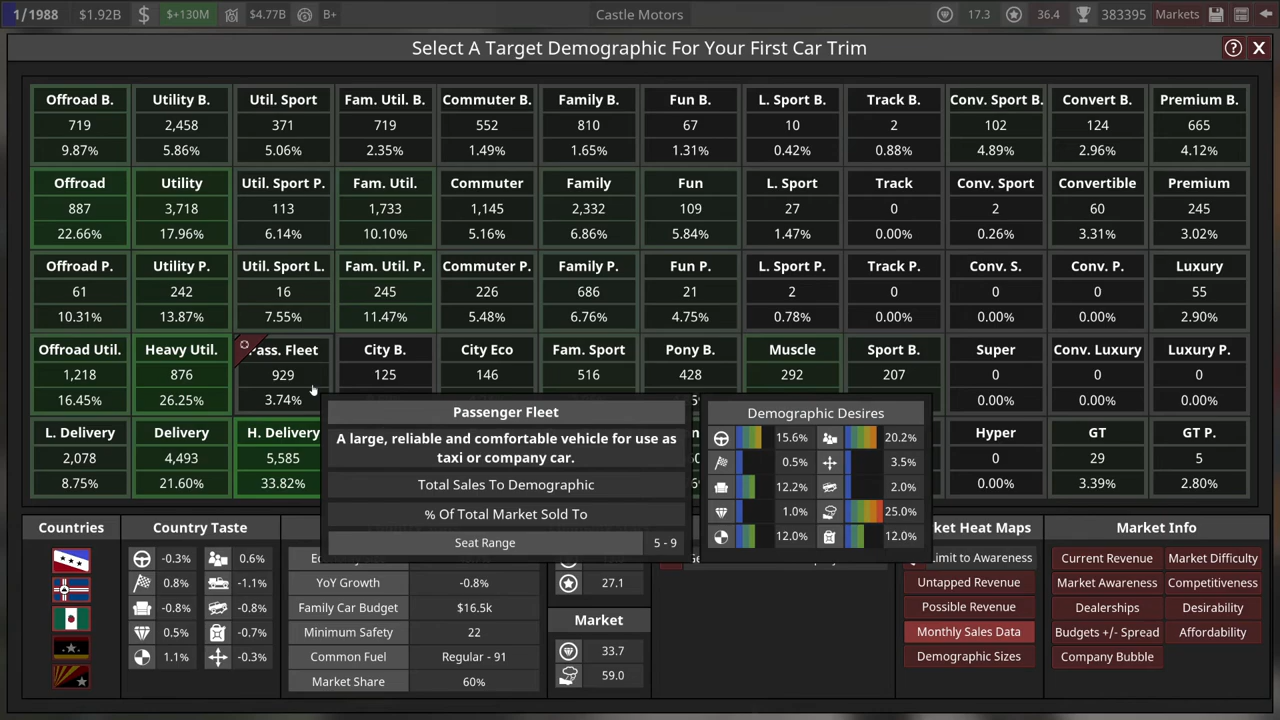 1/1988 $1.92B $+130M $4.77B B+ Castle Motors 17.3 36.4 383395 Markets
Select A Target Demographic For Your First Car Trim
Offroad B. Utility B. Util. Sport Fam. Util. B. Commuter B. Family B. Fun B. L. Sport B. Track B. Conv. Sport B. Convert B. Premium B.
719 2,458 371 719 552 810 67 10 2 102 124 665
9.87% 5.86% 5.06% 2.35% 1.49% 1.65% 1.31% 0.42% 0.88% 4.89% 2.96% 4.12%
Offroad Utility Util. Sport P. Fam. Util. Commuter Family Fun L. Sport Track Conv. Sport Convertible Premium
887 3,718 113 1,733 1,145 2,332 109 27 0 2 60 245
22.66% 17.96% 6.14% 10.10% 5.16% 6.86% 5.84% 1.47% 0.00% 0.26% 3.31% 3.02%
Offroad P. Utility P. Util. Sport L. Fam. Util. P. Commuter P. Family P. Fun P. L. Sport P. Track P. Conv. S. Conv. P. Luxury
61 242 16 245 226 686 21 2 0 0 0 55
10.31% 13.87% 7.55% 11.47% 5.48% 6.76% 4.75% 0.78% 0.00% 0.00% 0.00% 2.90%
Offroad Util. Heavy Util. Pass. Fleet City B. City Eco Fam. Sport Pony B. Muscle Sport B. Super Conv. Luxury Luxury P.
1,218 876 929 125 146 516 428 292 207 0 0 0
16.45% 26.25% 3.74% 0.00% 0.00% 0.00%
L. Delivery Delivery H. Delivery Hyper GT GT P.
2,078 4,493 5,585 0 29 5
8.75% 21.60% 33.82% 0.00% 3.39% 2.80%
Passenger Fleet
A large, reliable and comfortable vehicle for use as
taxi or company car.
Total Sales To Demographic
% Of Total Market Sold To
Seat Range 5 - 9
Demographic Desires
15.6% 20.2%
0.5% 3.5%
12.2% 2.0%
1.0% 25.0%
12.0% 12.0%
Countries
Country Taste
-0.3% 0.6%
0.8% -1.1%
-0.8% -0.8%
0.5% -0.7%
1.1% -0.3%
YoY Growth -0.8%
Family Car Budget $16.5k
Minimum Safety 22
Common Fuel Regular - 91
Market Share 60%
27.1
Market
33.7
59.0
Heat Maps
Limit to Awareness
Untapped Revenue
Possible Revenue
Monthly Sales Data
Demographic Sizes
Market Info
Current Revenue Market Difficulty
Market Awareness Competitiveness
Dealerships Desirability
Budgets +/- Spread Affordability
Company Bubble